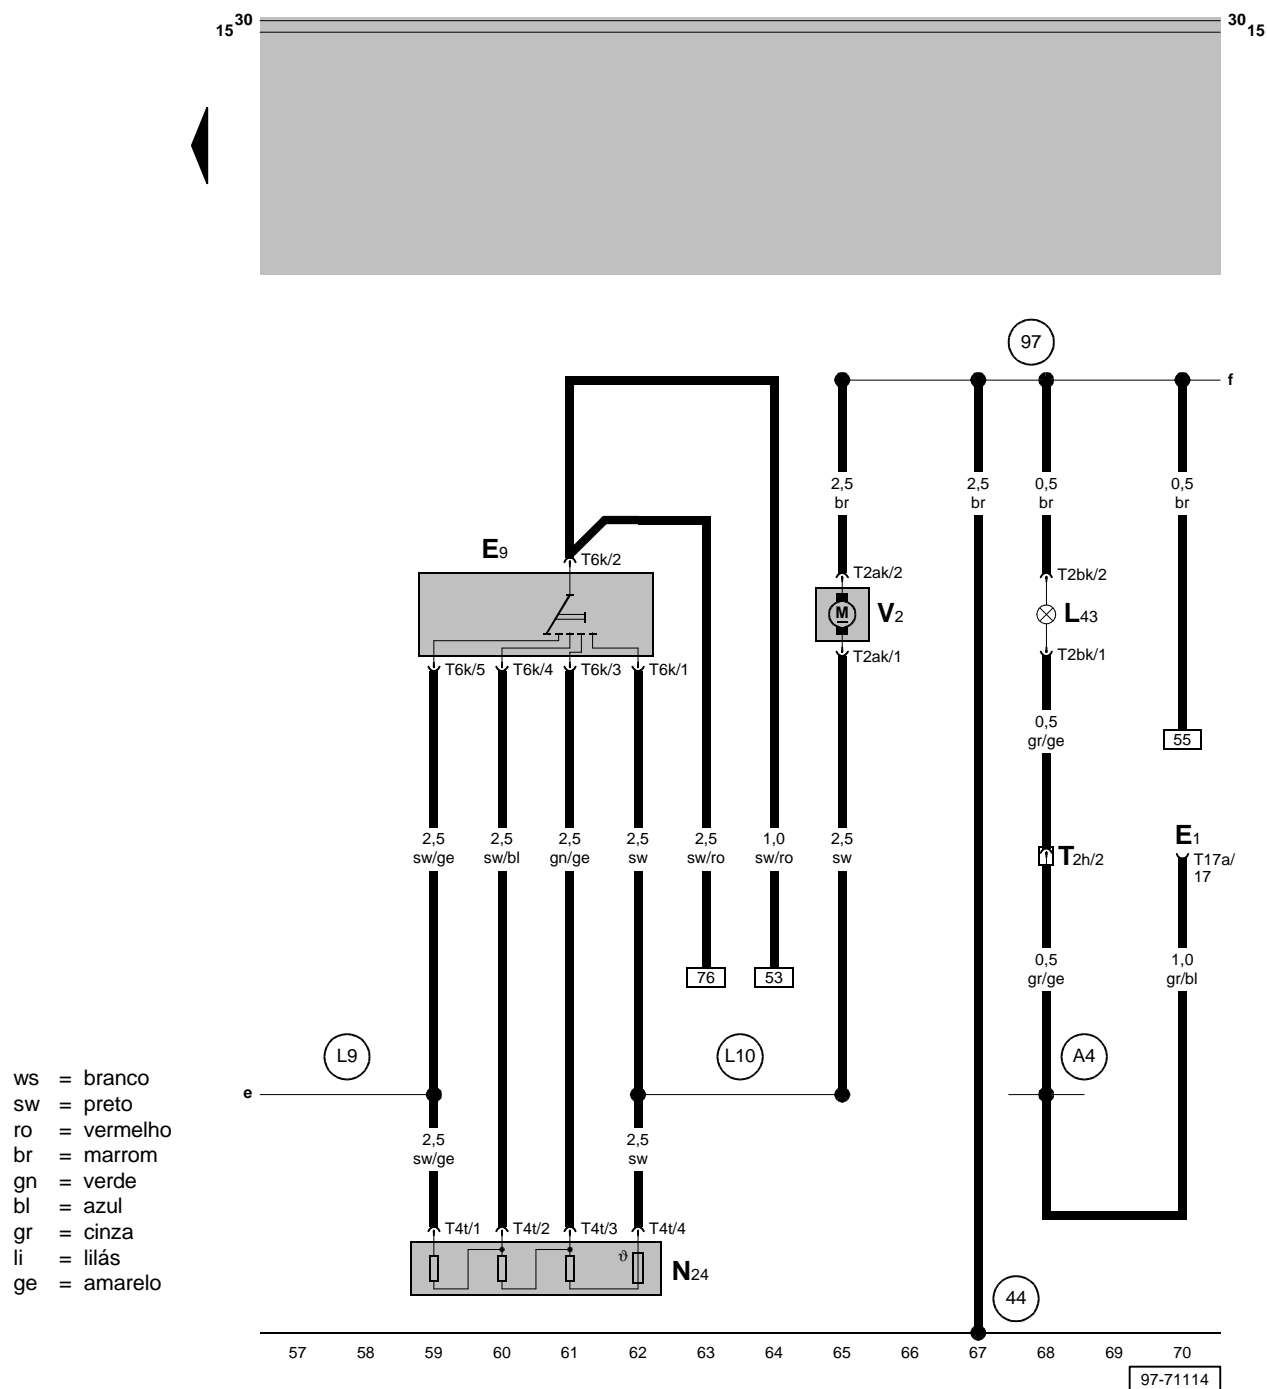 30
15
30
15
97
f
2,5
br
2,5
br
0,5
br
0,5
br
E9
T6k/2
T2ak/2
T2bk/2
M
V2
L43
T6k/5
T6k/4
T6k/3
T6k/1
T2ak/1
T2bk/1
0,5
gr/ge
55
2,5
sw/ge
2,5
sw/bl
2,5
gn/ge
2,5
sw
2,5
sw/ro
1,0
sw/ro
2,5
sw
E1
T2h/2
T17a/
17
0,5
gr/ge
1,0
gr/bl
76
53
L9
L10
A4
e
ws = branco
sw = preto
ro = vermelho
br = marrom
gn = verde
bl = azul
gr = cinza
li = lilás
ge = amarelo
2,5
sw/ge
2,5
sw
T4t/1
T4t/2
T4t/3
T4t/4
ϑ
N24
44
57 58 59 60 61 62 63 64 65 66 67 68 69 70
97-71114